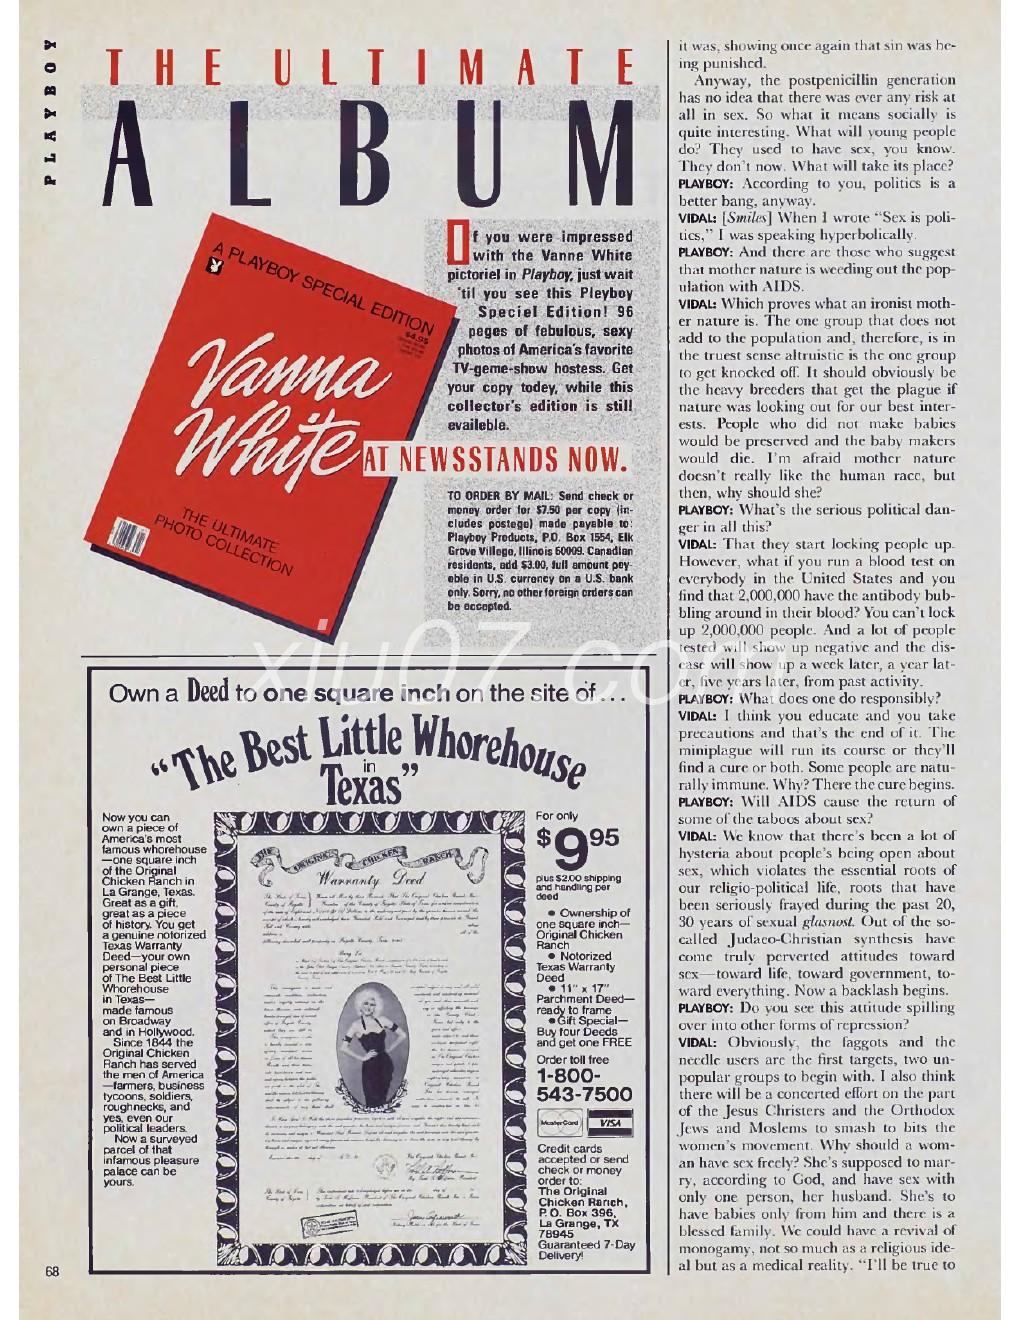 PLAYBOY
THE ULTIMATE
ALBUM
A PLAYBOY SPECIAL EDITION
$4.95
Vanna
White
THE ULTIMATE
PHOTO COLLECTION
If you were impressed
with the Vanne White
pictoriel in Playboy, just wait
'til you see this Pleyboy
Speciel Edition! 96
peges of febulous, sexy
photos of America's favorite
TV-geme-show hostess. Get
your copy today, while this
collector's edition is still
eveileble.
AT NEWSSTANDS NOW.
TO ORDER BY MAIL: Send check or
money order for $7.50 per copy (in-
cludes postege) made payable to:
Pleyboy Products, P.O. Box 1554, Elk
Grove Villege, Illinois 60009. Canadian
residents, add $3.00, full amount pey-
eble in U.S. currency on a U.S. bank
only. Sorry, no other foreign orders can
be eccepted.
xiu07.com
Own a Deed to one square inch on the site of...
"The Best Little Whorehouse
in
Texas"
Now you can
own a piece of
America's most
famous whorehouse
—one square inch
of the Original
Chicken Ranch in
La Grange, Texas.
Great as a gift,
great as a piece
of history. You get
a genuine notorized
Texas Warranty
Deed—your own
personal piece
of The Best Little
Whorehouse
in Texas—
made famous
on Broadway
and in Hollywood.
Since 1844 the
Original Chicken
Ranch has served
the men of America
—farmers, business
tycoons, soldiers,
roughnecks, and
yes, even our
political leaders.
Now a surveyed
parcel of that
infamous pleasure
palace can be
yours.
THE ORIGINAL CHICKEN RANCH
Warranty Deed
For only
$9.95
plus $2.00 shipping
and handling per
deed
• Ownership of
one square inch—
Original Chicken
Ranch
• Notorized
Texas Warranty
Deed
• 11" x 17"
Parchment Deed—
ready to frame
• Gift Special—
Buy four Deeds
and get one FREE
Order toll free
1-800-
543-7500
MasterCard
VISA
Credit cards
accepted or send
check or money
order to:
The Original
Chicken Ranch,
P.O. Box 396,
La Grange, TX
78945
Guaranteed 7-Day
Delivery!
68
it was, showing once again that sin was be-
ing punished.
Anyway, the postpenicillin generation
has no idea that there was ever any risk at
all in sex. So what it means socially is
quite interesting. What will young people
do? They used to have sex, you know.
They don't now. What will take its place?
PLAYBOY: According to you, politics is a
better bang, anyway.
VIDAL: [Smiles] When I wrote "Sex is poli-
tics," I was speaking hyperbolically.
PLAYBOY: And there are those who suggest
that mother nature is weeding out the pop-
ulation with AIDS.
VIDAL: Which proves what an ironist moth-
er nature is. The one group that does not
add to the population and, therefore, is in
the truest sense altruistic is the one group
to get knocked off. It should obviously be
the heavy breeders that get the plague if
nature was looking out for our best inter-
ests. People who did not make babies
would be preserved and the baby makers
would die. I'm afraid mother nature
doesn't really like the human race, but
then, why should she?
PLAYBOY: What's the serious political dan-
ger in all this?
VIDAL: That they start locking people up.
However, what if you run a blood test on
everybody in the United States and you
find that 2,000,000 have the antibody bub-
bling around in their blood? You can't lock
up 2,000,000 people. And a lot of people
tested will show up negative and the dis-
ease will show up a week later, a year lat-
er, five years later, from past activity.
PLAYBOY: What does one do responsibly?
VIDAL: I think you educate and you take
precautions and that's the end of it. The
miniplague will run its course or they'll
find a cure or both. Some people are natu-
rally immune. Why? There the cure begins.
PLAYBOY: Will AIDS cause the return of
some of the taboos about sex?
VIDAL: We know that there's been a lot of
hysteria about people's being open about
sex, which violates the essential roots of
our religio-political life, roots that have
been seriously frayed during the past 20,
30 years of sexual glasnost. Out of the so-
called Judaeo-Christian synthesis have
come truly perverted attitudes toward
sex—toward life, toward government, to-
ward everything. Now a backlash begins.
PLAYBOY: Do you see this attitude spilling
over into other forms of repression?
VIDAL: Obviously, the faggots and the
needle users are the first targets, two un-
popular groups to begin with. I also think
there will be a concerted effort on the part
of the Jesus Christers and the Orthodox
Jews and Moslems to smash to bits the
women's movement. Why should a wom-
an have sex freely? She's supposed to mar-
ry, according to God, and have sex with
only one person, her husband. She's to
have babies only from him and there is a
blessed family. We could have a revival of
monogamy, not so much as a religious ide-
al but as a medical reality. "I'll be true to